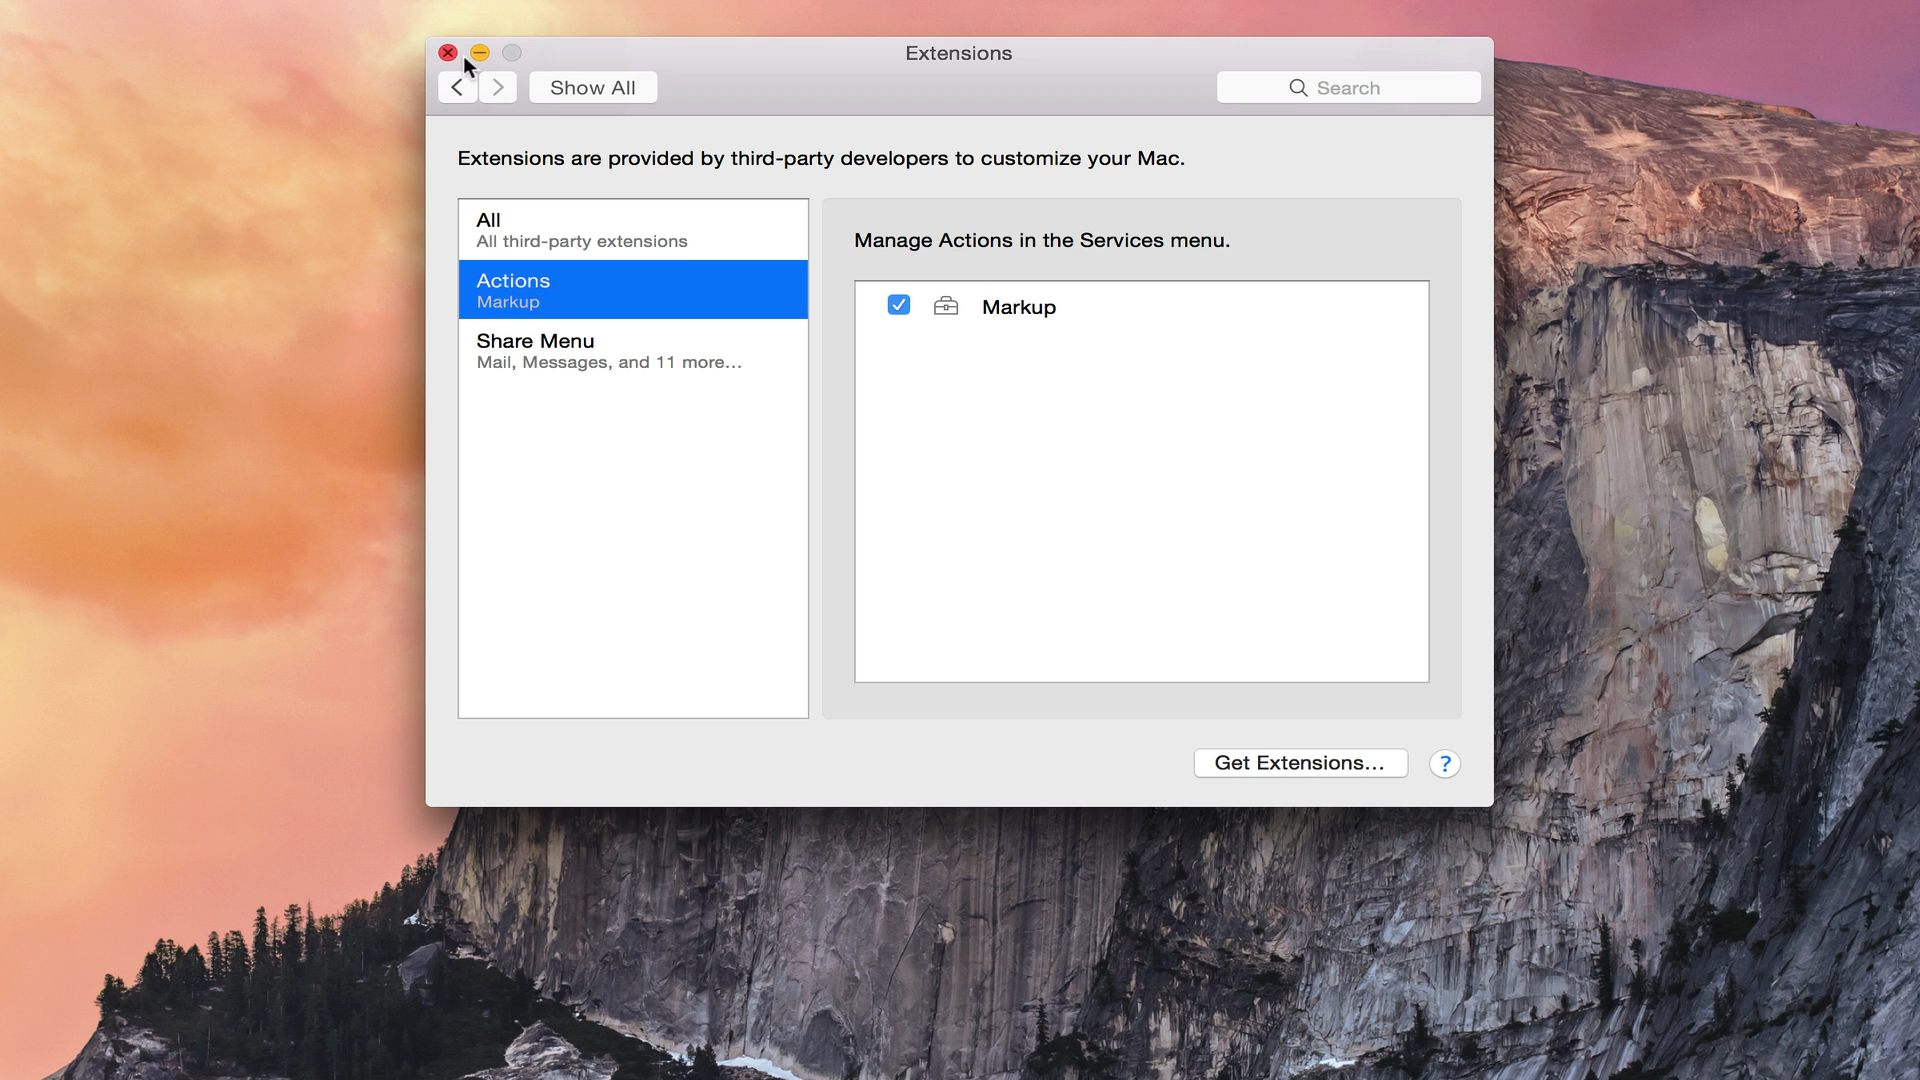 Extensions
Show All
Search
Extensions are provided by third-party developers to customize your Mac.
All
All third-party extensions
Actions
Markup
Share Menu
Mail, Messages, and 11 more...
Manage Actions in the Services menu.
Markup
Get Extensions...
?